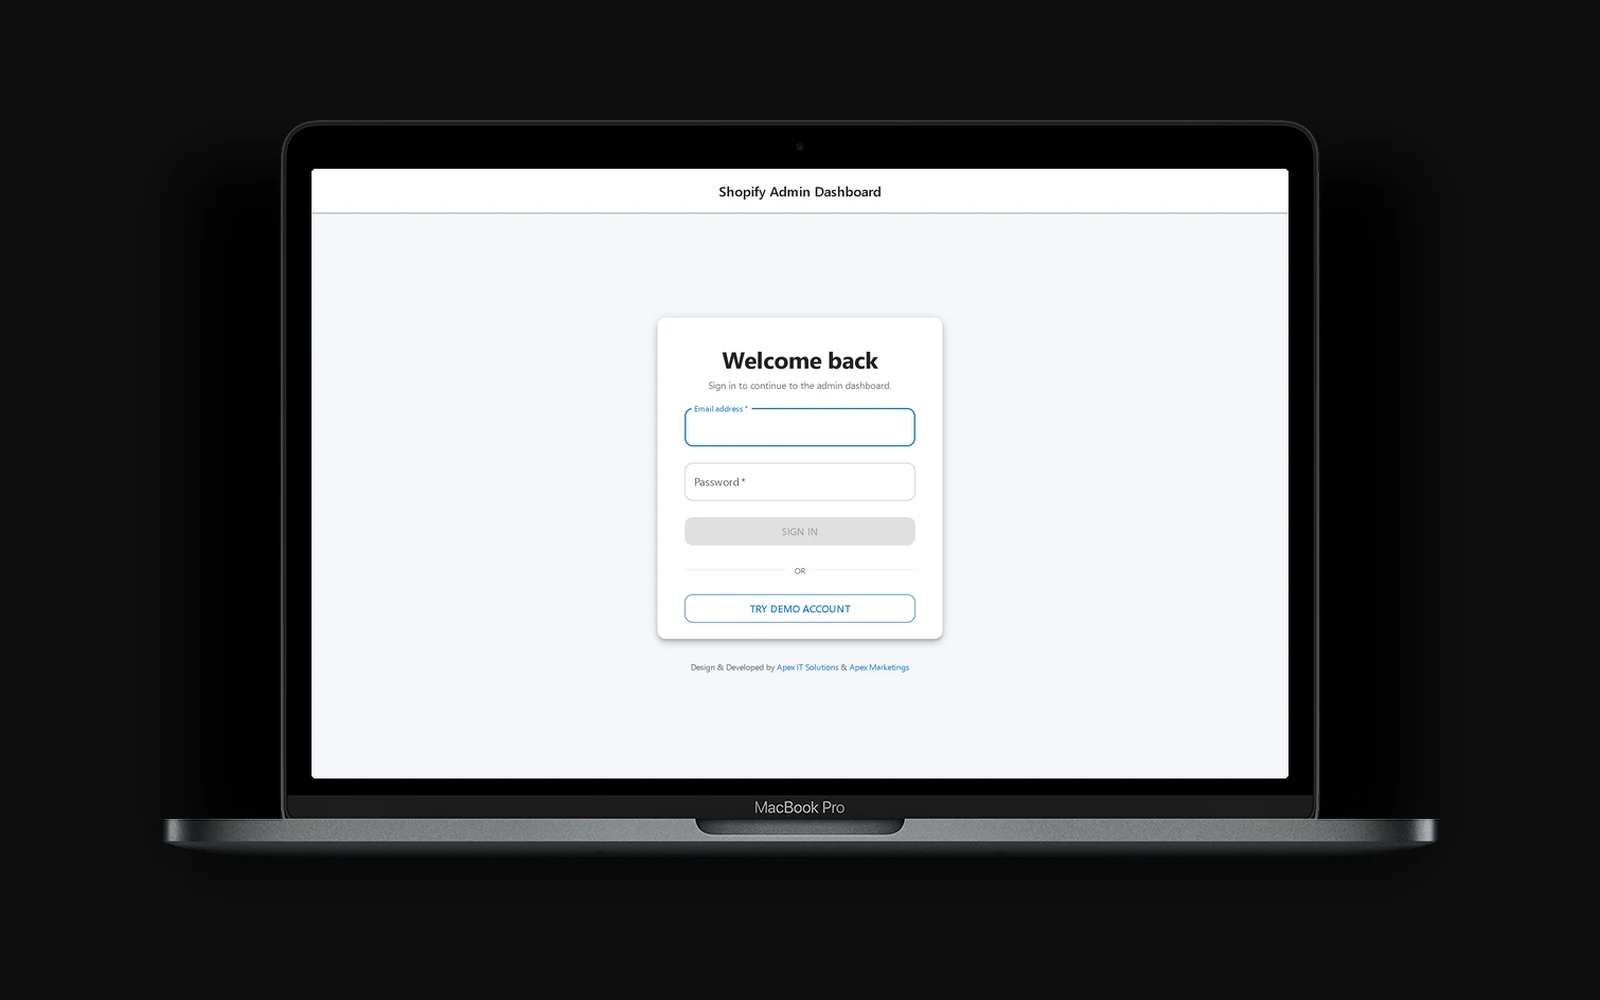 Shopify Admin Dashboard
Welcome back
Sign in to continue to the admin dashboard.
Email address *
Password *
SIGN IN
OR
TRY DEMO ACCOUNT
Design & Developed by Apex IT Solutions & Apex Marketings
MacBook Pro